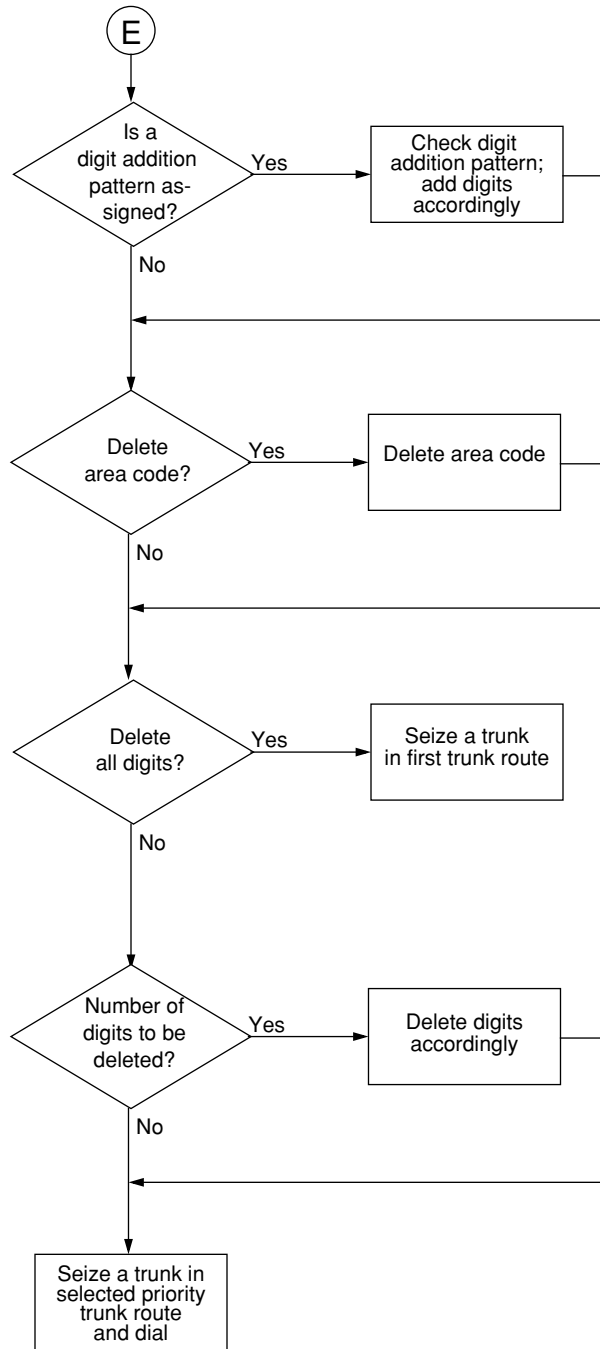 E
Is a
digit addition
pattern as-
signed?
Yes
Check digit
addition pattern;
add digits
accordingly
No
Delete
area code?
Yes
Delete area code
No
Delete
all digits?
Yes
Seize a trunk
in first trunk route
No
Number of
digits to be
deleted?
Yes
Delete digits
accordingly
No
Seize a trunk in
selected priority
trunk route
and dial